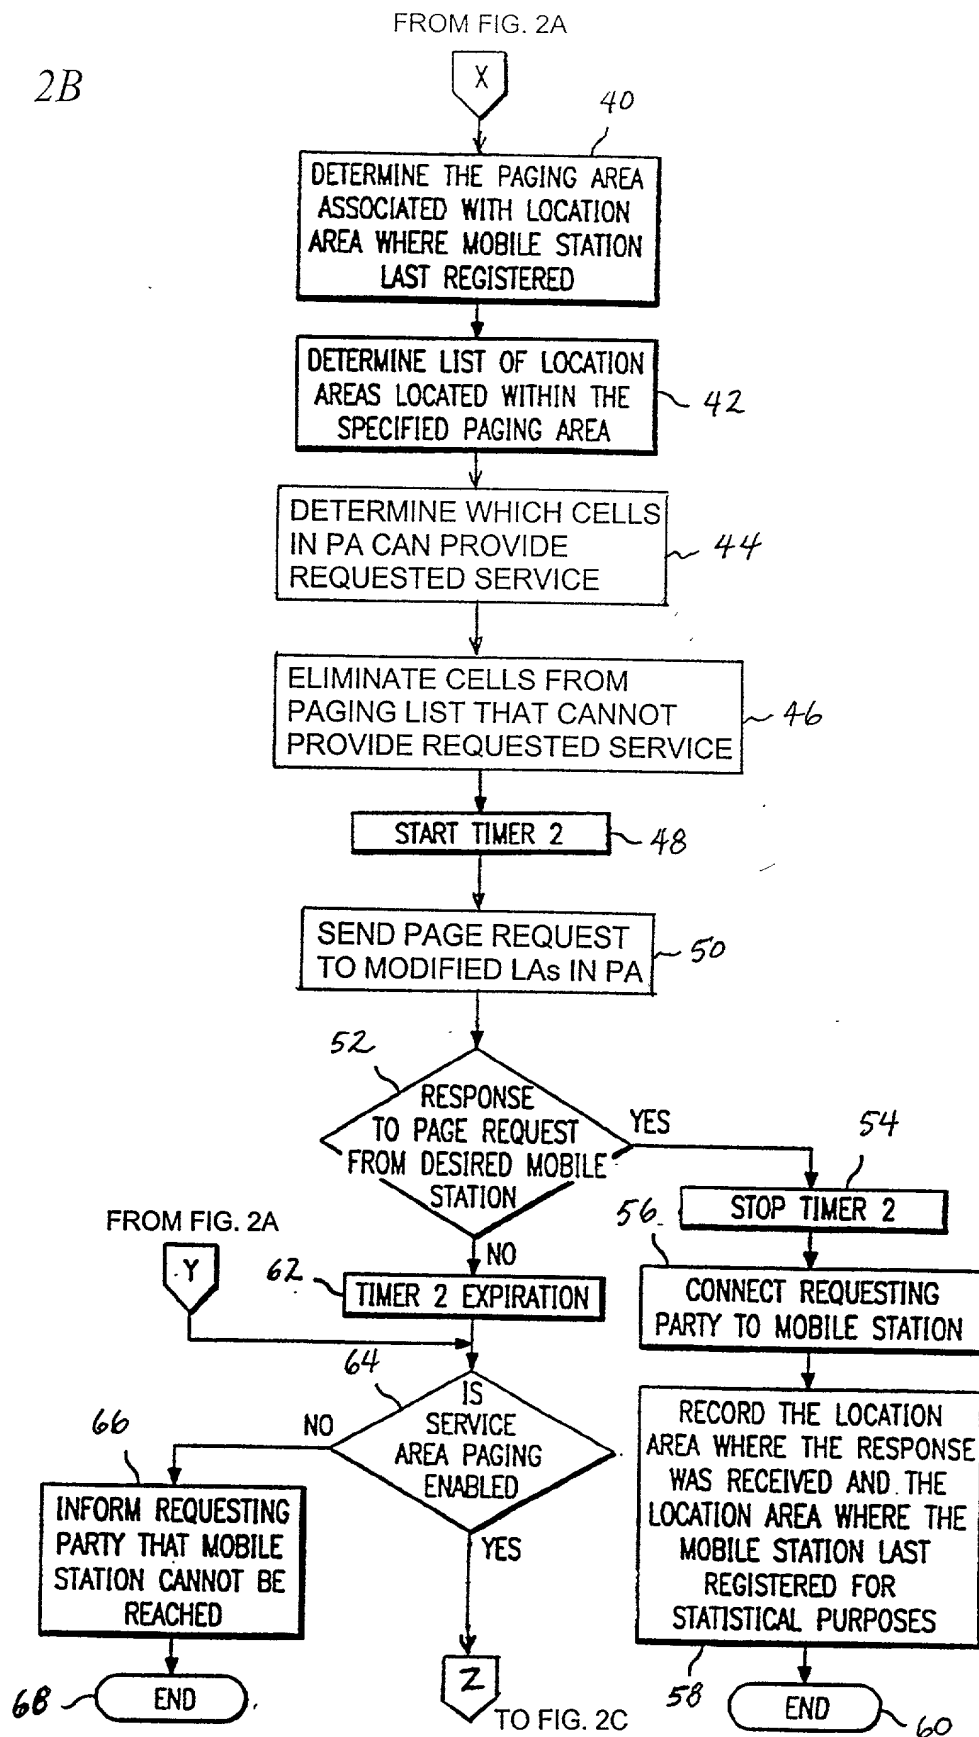 FROM FIG. 2A
2B
X
40
DETERMINE THE PAGING AREA
ASSOCIATED WITH LOCATION
AREA WHERE MOBILE STATION
LAST REGISTERED
DETERMINE LIST OF LOCATION
AREAS LOCATED WITHIN THE
SPECIFIED PAGING AREA
42
DETERMINE WHICH CELLS
IN PA CAN PROVIDE
REQUESTED SERVICE
44
ELIMINATE CELLS FROM
PAGING LIST THAT CANNOT
PROVIDE REQUESTED SERVICE
46
START TIMER 2
48
SEND PAGE REQUEST
TO MODIFIED LAs IN PA
50
52
RESPONSE
TO PAGE REQUEST
FROM DESIRED MOBILE
STATION
YES
54
STOP TIMER 2
56
CONNECT REQUESTING
PARTY TO MOBILE STATION
RECORD THE LOCATION
AREA WHERE THE RESPONSE
WAS RECEIVED AND THE
LOCATION AREA WHERE THE
MOBILE STATION LAST
REGISTERED FOR
STATISTICAL PURPOSES
58
END
60
NO
FROM FIG. 2A
Y
62
TIMER 2 EXPIRATION
64
IS
SERVICE
AREA PAGING
ENABLED
NO
66
INFORM REQUESTING
PARTY THAT MOBILE
STATION CANNOT BE
REACHED
68
END
YES
Z
TO FIG. 2C